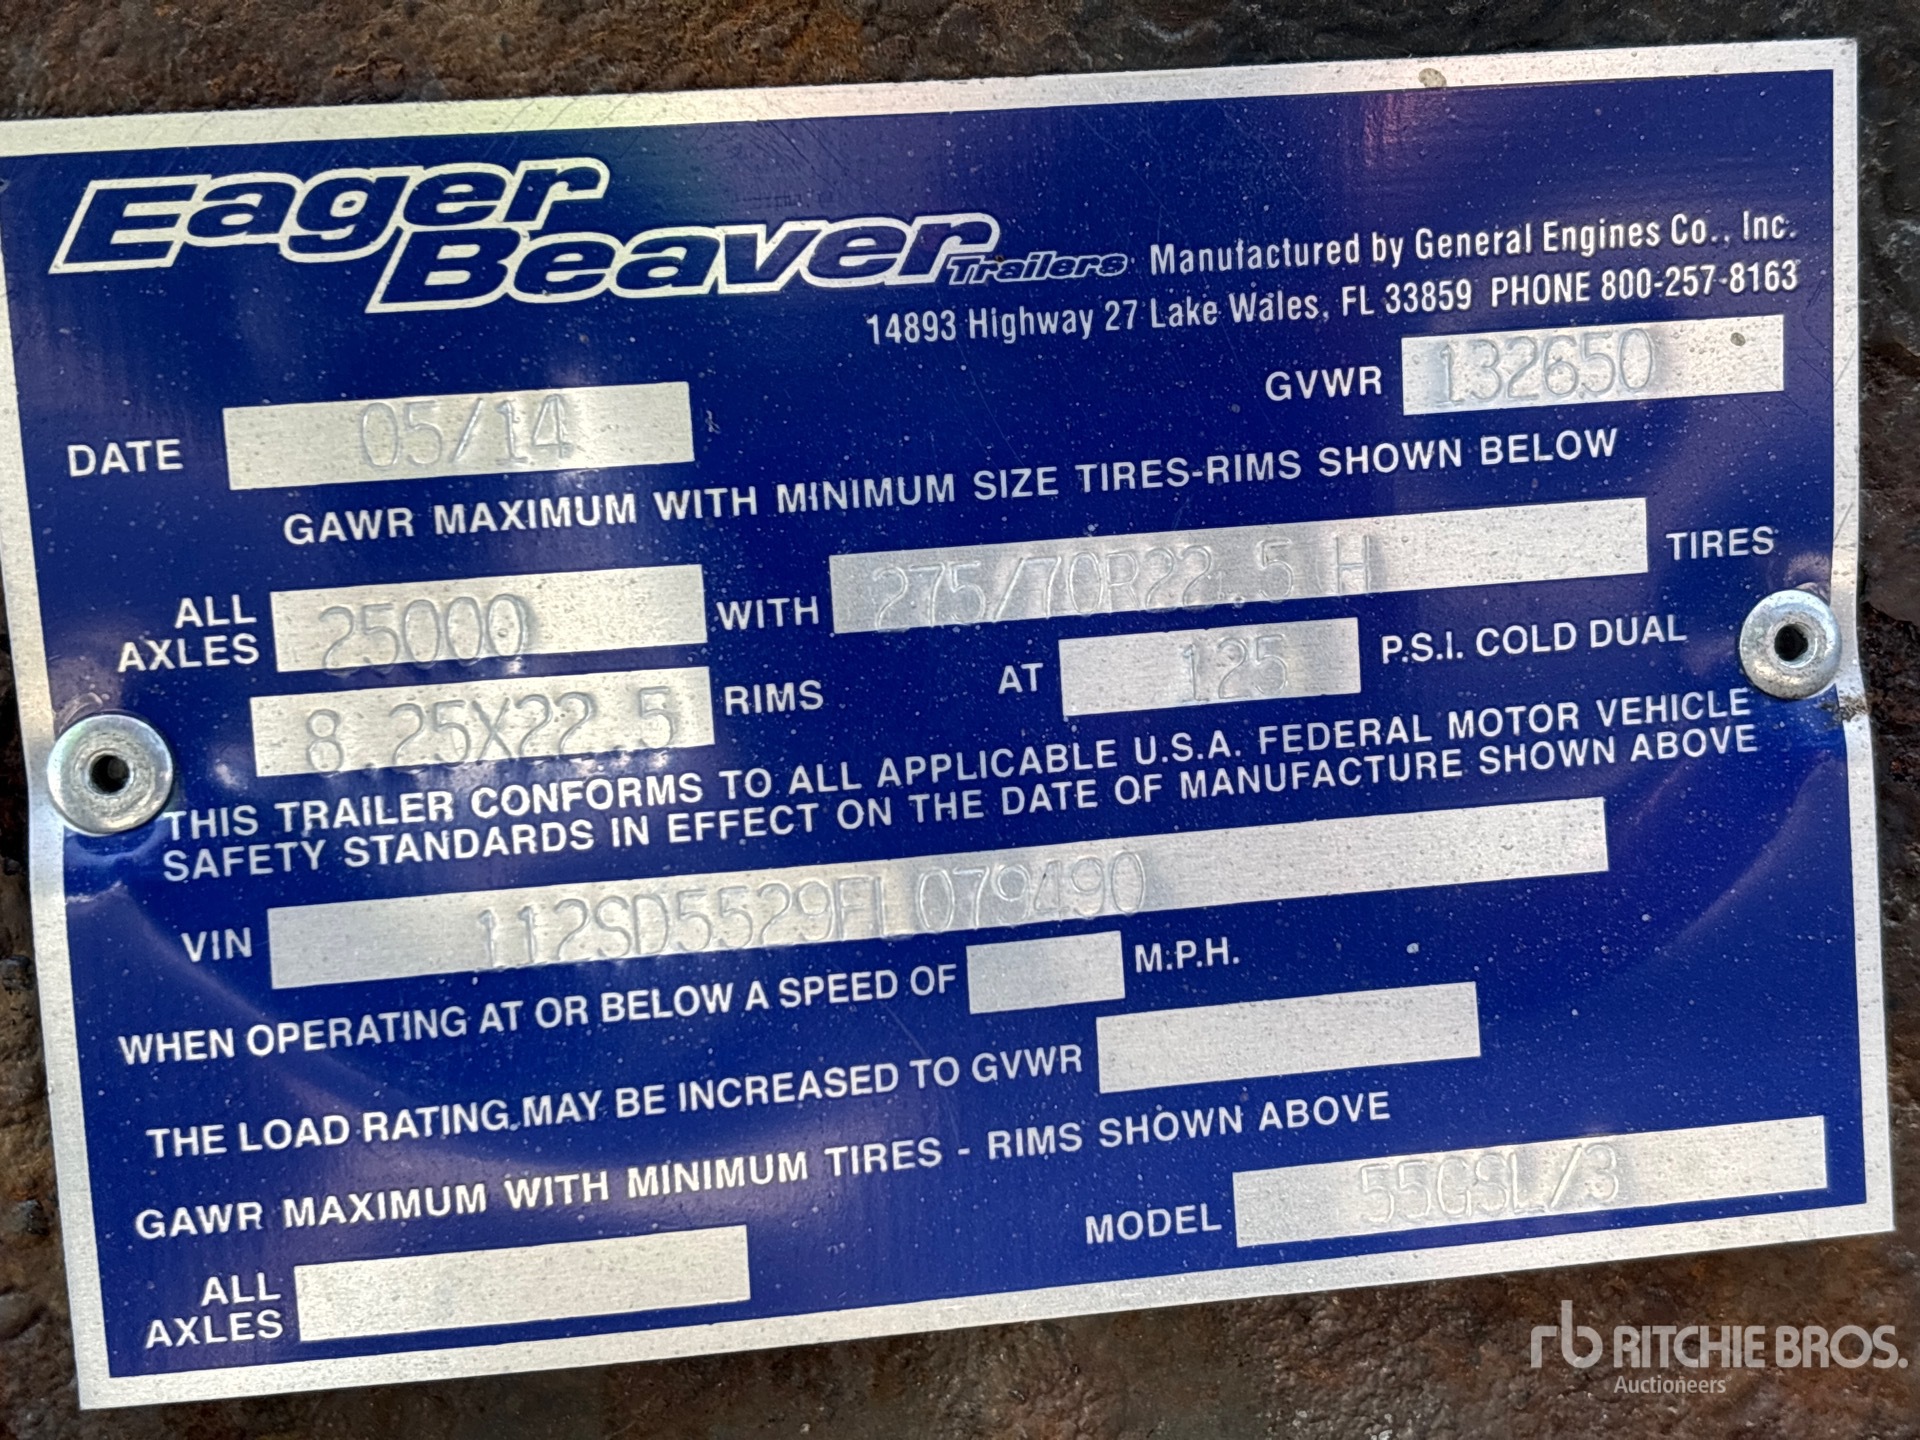 Eager Beaver Trailers
Manufactured by General Engines Co., Inc.
14893 Highway 27 Lake Wales, FL 33859 PHONE 800-257-8163
DATE 05/14 GVWR 132650
GAWR MAXIMUM WITH MINIMUM SIZE TIRES-RIMS SHOWN BELOW
ALL AXLES 25000 WITH 275/70R22.5 H TIRES
8.25X22.5 RIMS AT 125 P.S.I. COLD DUAL
THIS TRAILER CONFORMS TO ALL APPLICABLE U.S.A. FEDERAL MOTOR VEHICLE
SAFETY STANDARDS IN EFFECT ON THE DATE OF MANUFACTURE SHOWN ABOVE
VIN 112SD5529FL079490
WHEN OPERATING AT OR BELOW A SPEED OF M.P.H.
THE LOAD RATING MAY BE INCREASED TO GVWR
GAWR MAXIMUM WITH MINIMUM TIRES - RIMS SHOWN ABOVE
ALL AXLES
MODEL 55GSL/3
rb RITCHIE BROS.
Auctioneers